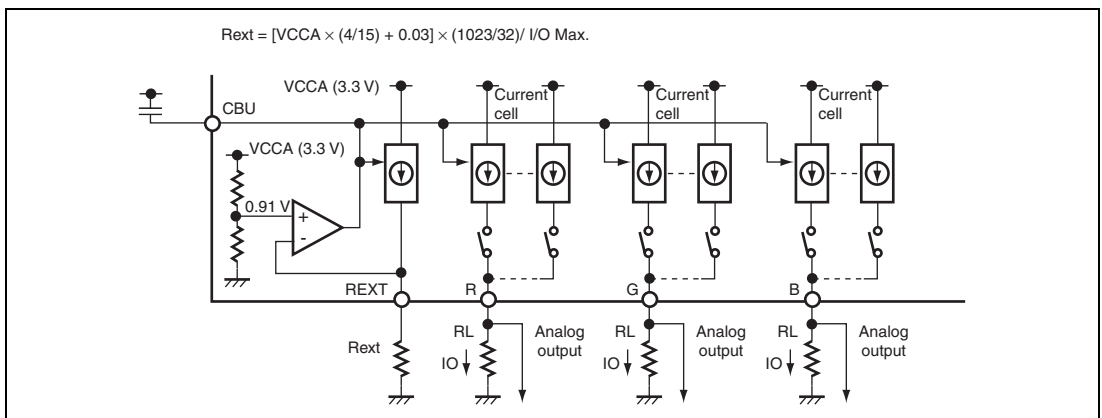 Rext = [VCCA × (4/15) + 0.03] × (1023/32)/ I/O Max.
VCCA (3.3 V)
Current
cell
Current
cell
Current
cell
CBU
VCCA (3.3 V)
0.91 V
+
-
REXT
R
G
B
Rext
RL
IO
Analog
output
RL
IO
Analog
output
RL
IO
Analog
output